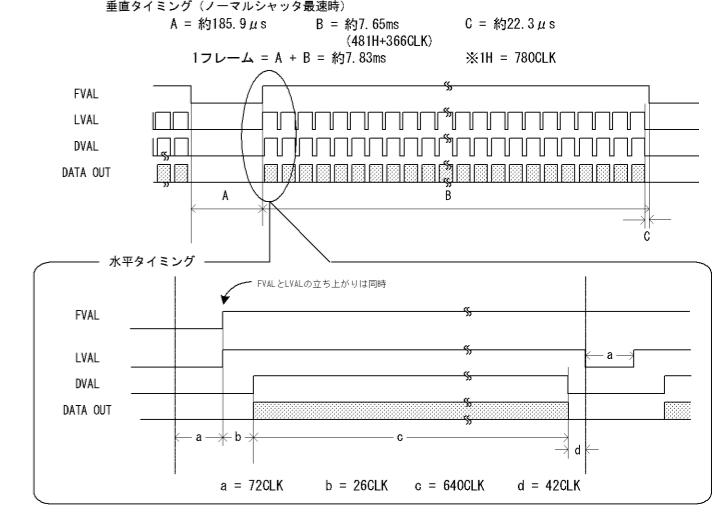 垂直タイミング（ノーマルシャッタ最速時）
A = 約185.9μs　B = 約7.65ms　C = 約22.3μs
(481H+366CLK)
1フレーム = A + B = 約7.83ms　※1H = 780CLK
FVAL
LVAL
DVAL
DATA OUT
A　B
C
水平タイミング
FVALとLVALの立ち上がりは同時
FVAL
LVAL　a
DVAL
DATA OUT
a　b　c　d
a = 72CLK　b = 26CLK　c = 640CLK　d = 42CLK